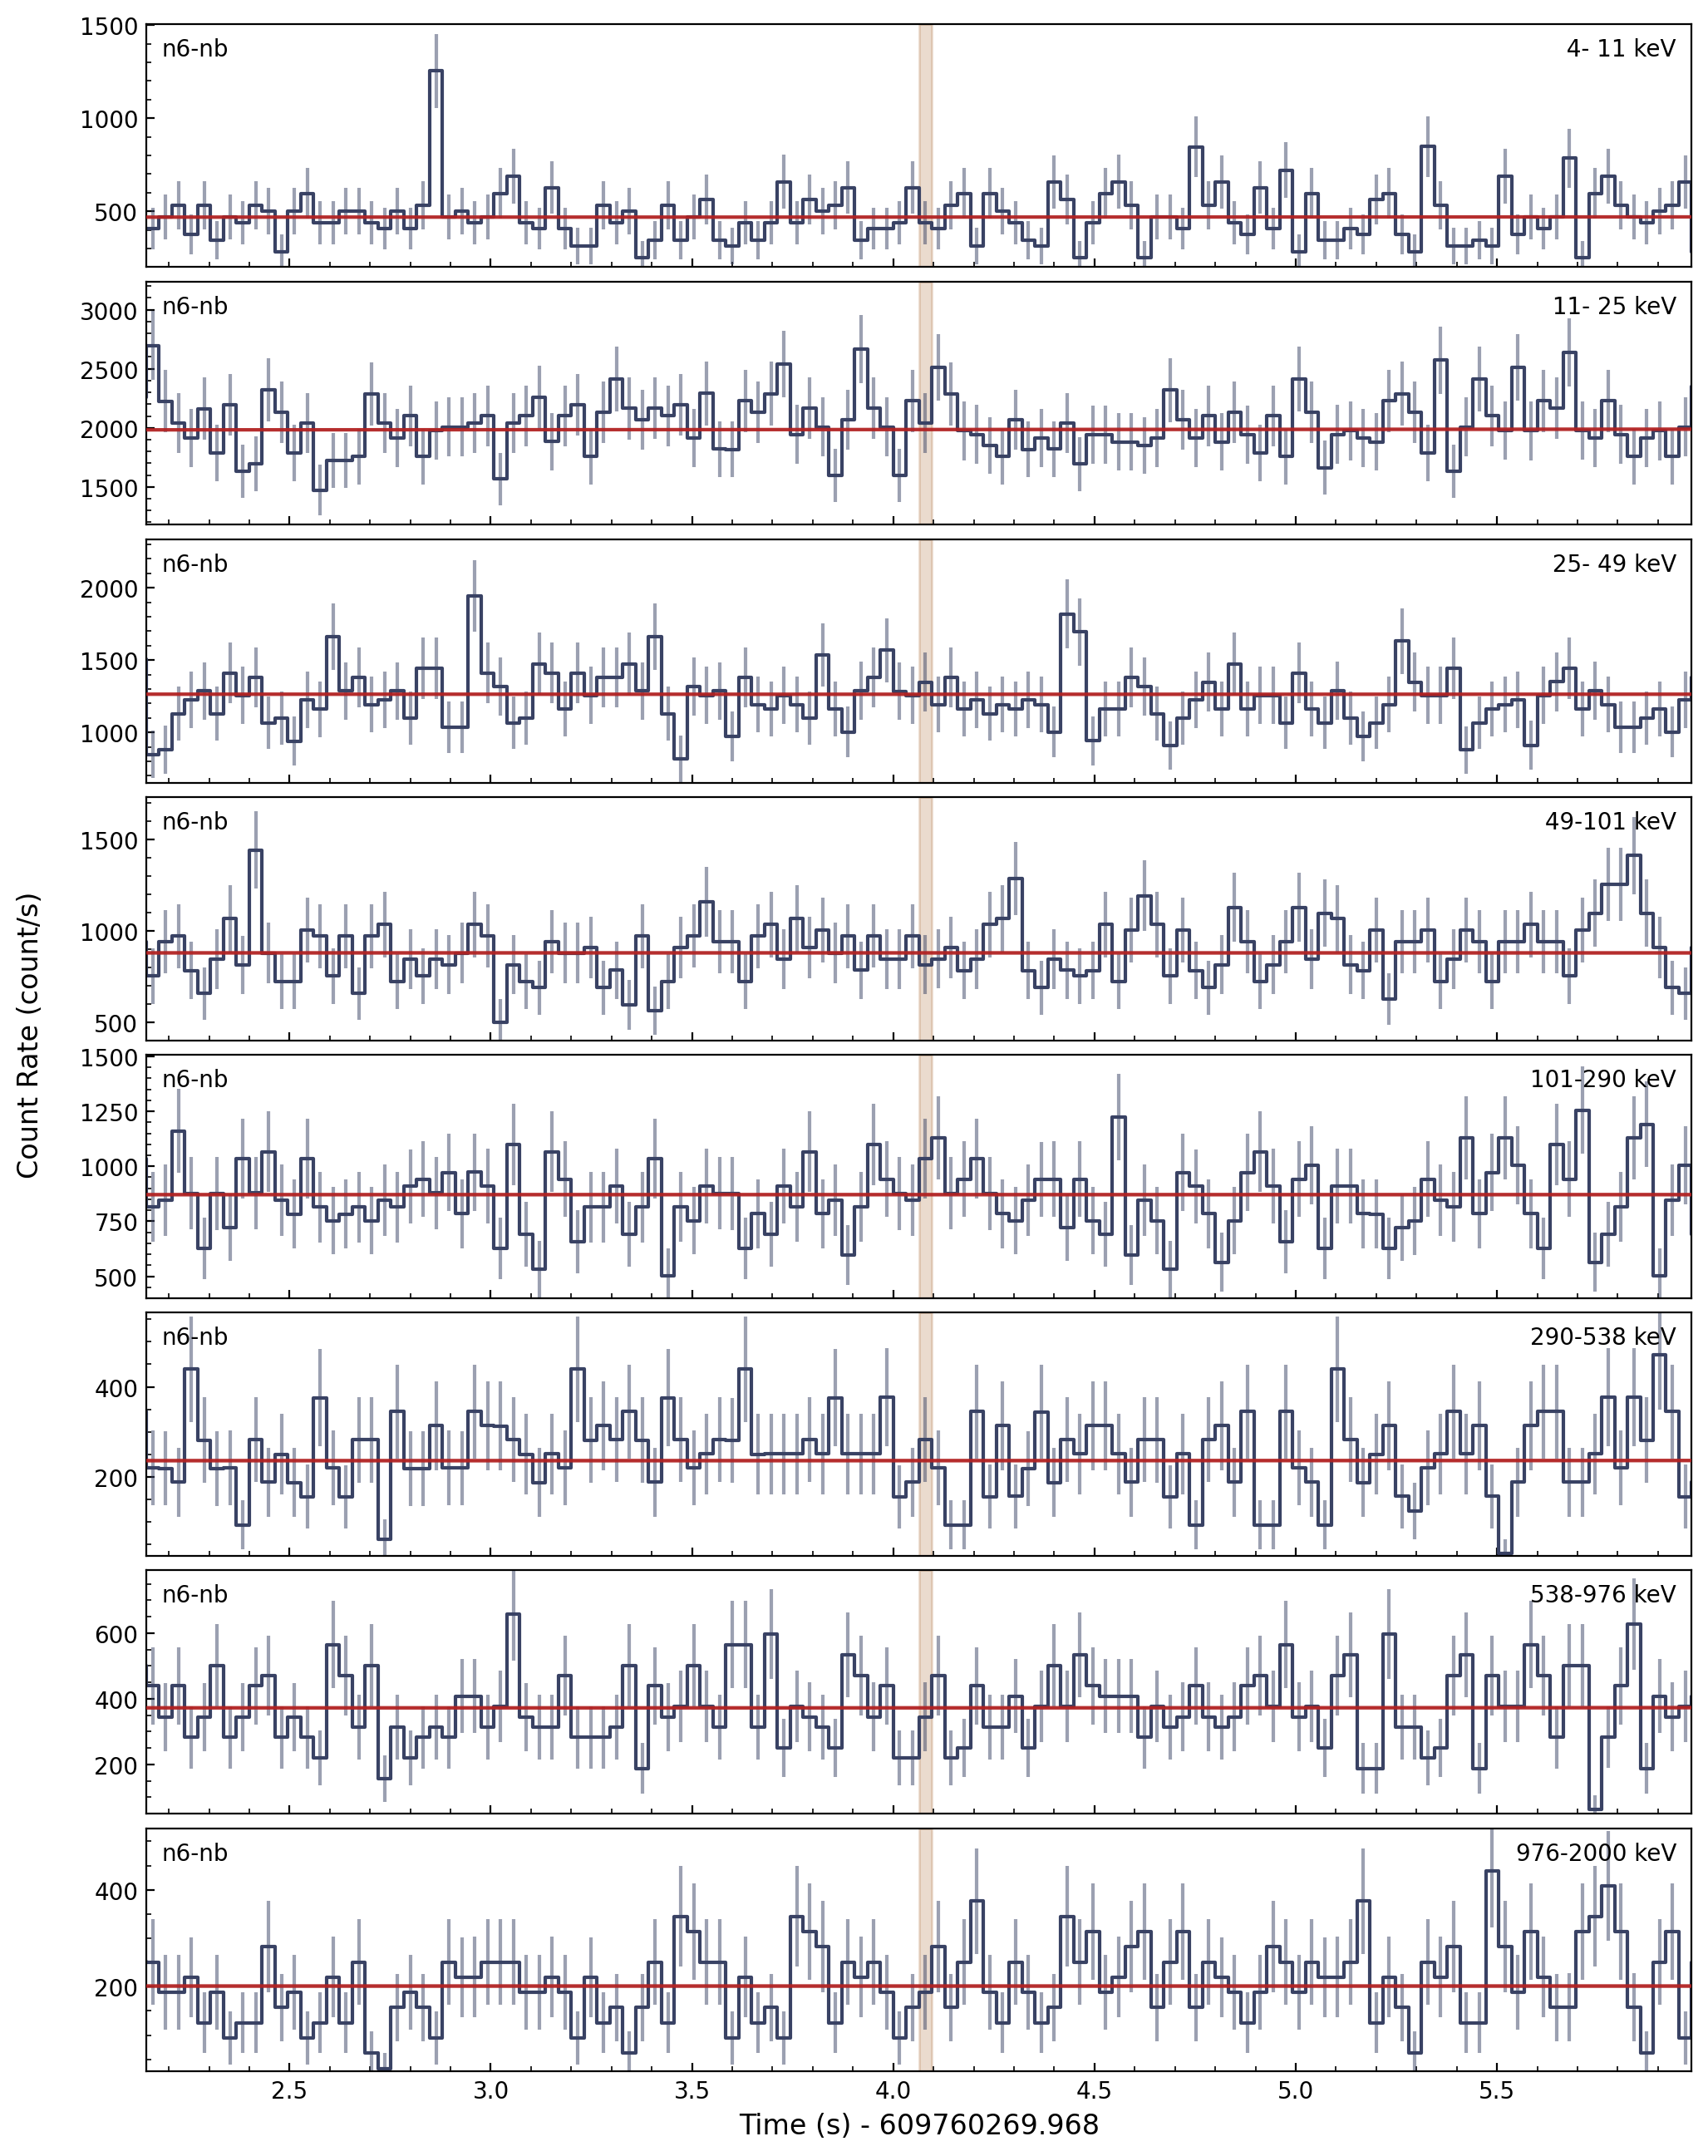 n6-nb 4- 11 keV
1500
1000
500
n6-nb 11- 25 keV
3000
2500
2000
1500
n6-nb 25- 49 keV
2000
1500
1000
n6-nb 49-101 keV
1500
1000
500
n6-nb 101-290 keV
1500
1250
1000
750
500
n6-nb 290-538 keV
400
200
n6-nb 538-976 keV
600
400
200
n6-nb 976-2000 keV
400
200
2.5 3.0 3.5 4.0 4.5 5.0 5.5
Time (s) - 609760269.968
Count Rate (count/s)